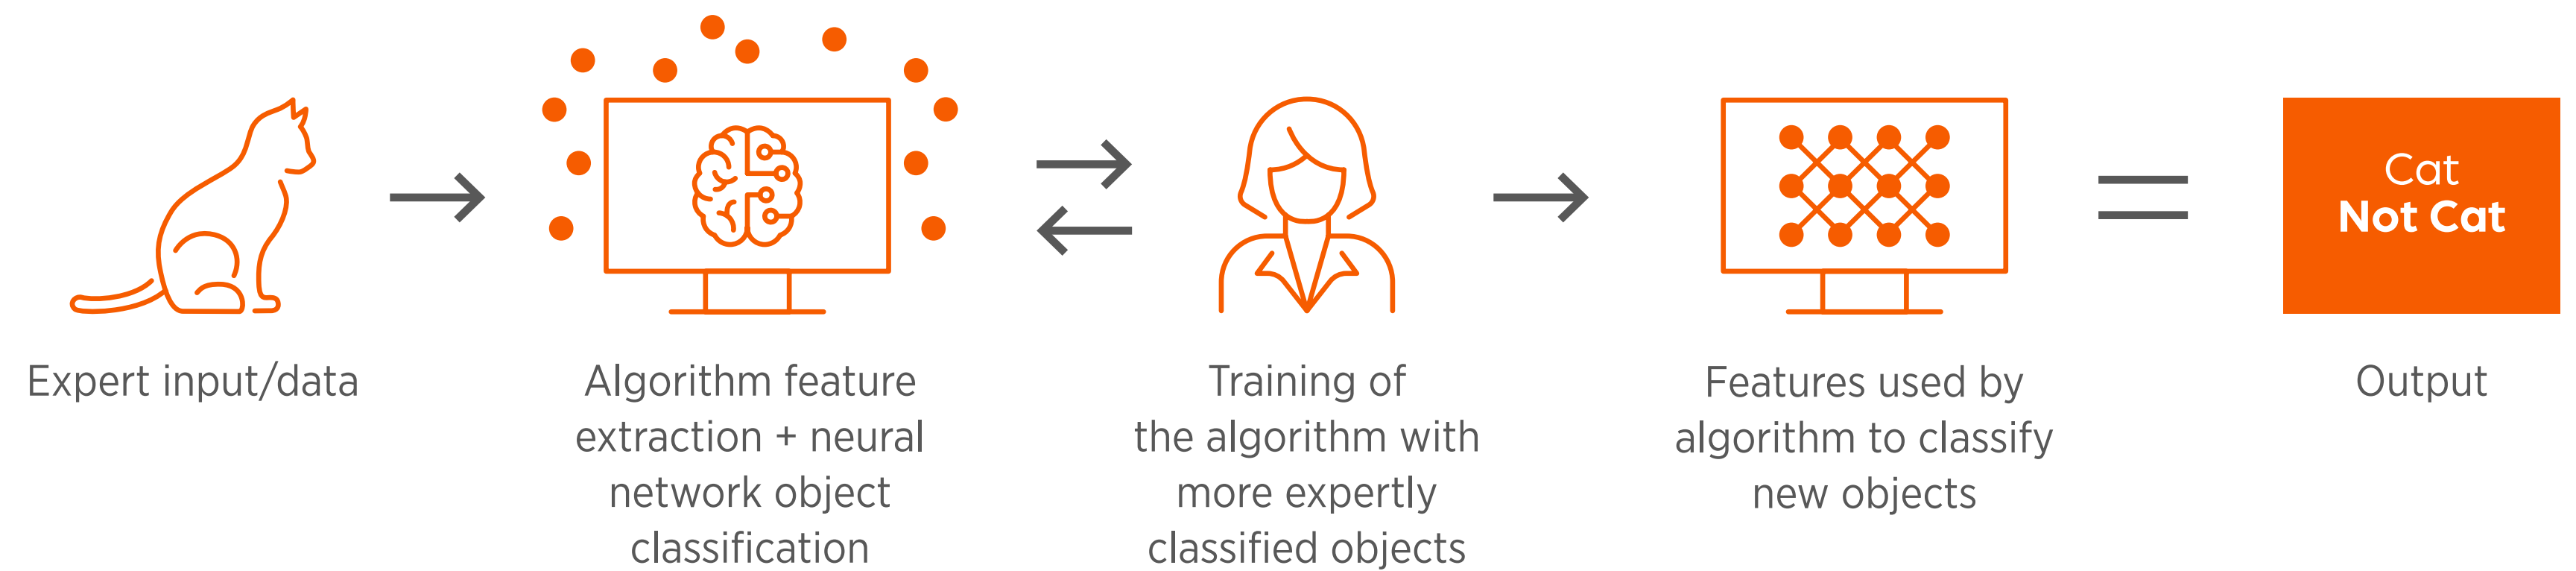 Cat
Not Cat
Expert input/data
Algorithm feature
extraction + neural
network object
classification
Training of
the algorithm with
more expertly
classified objects
Features used by
algorithm to classify
new objects
Output